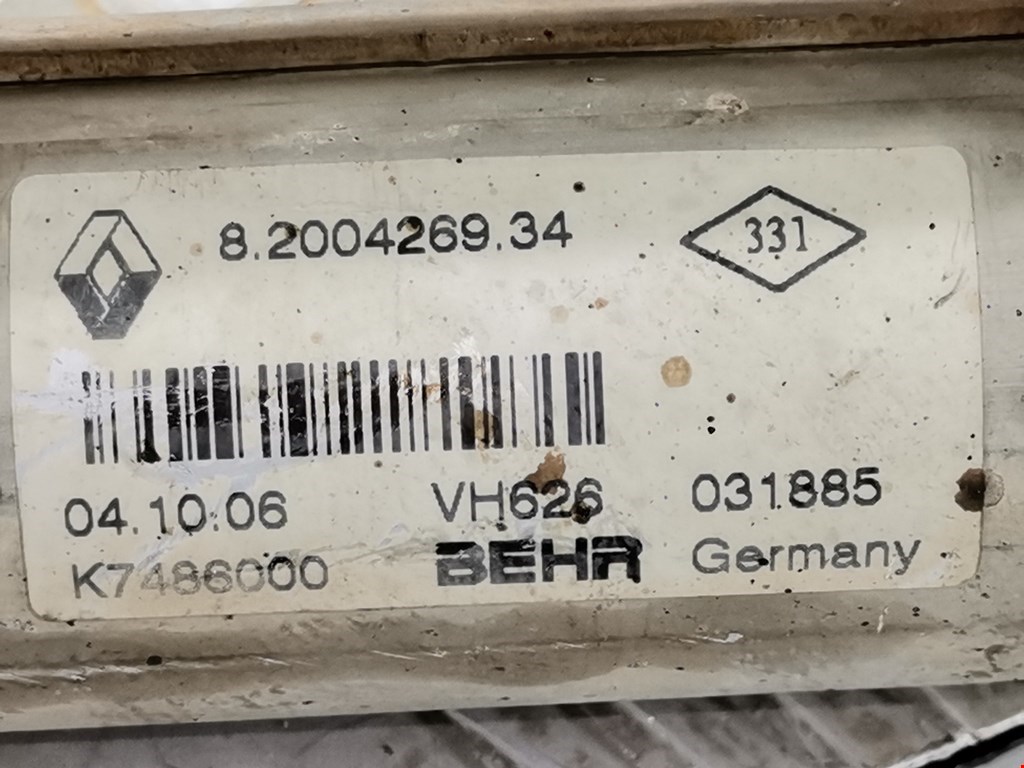 8.2004269.34 331
04.10.06 VH626 031885
K7486000 BEHR Germany